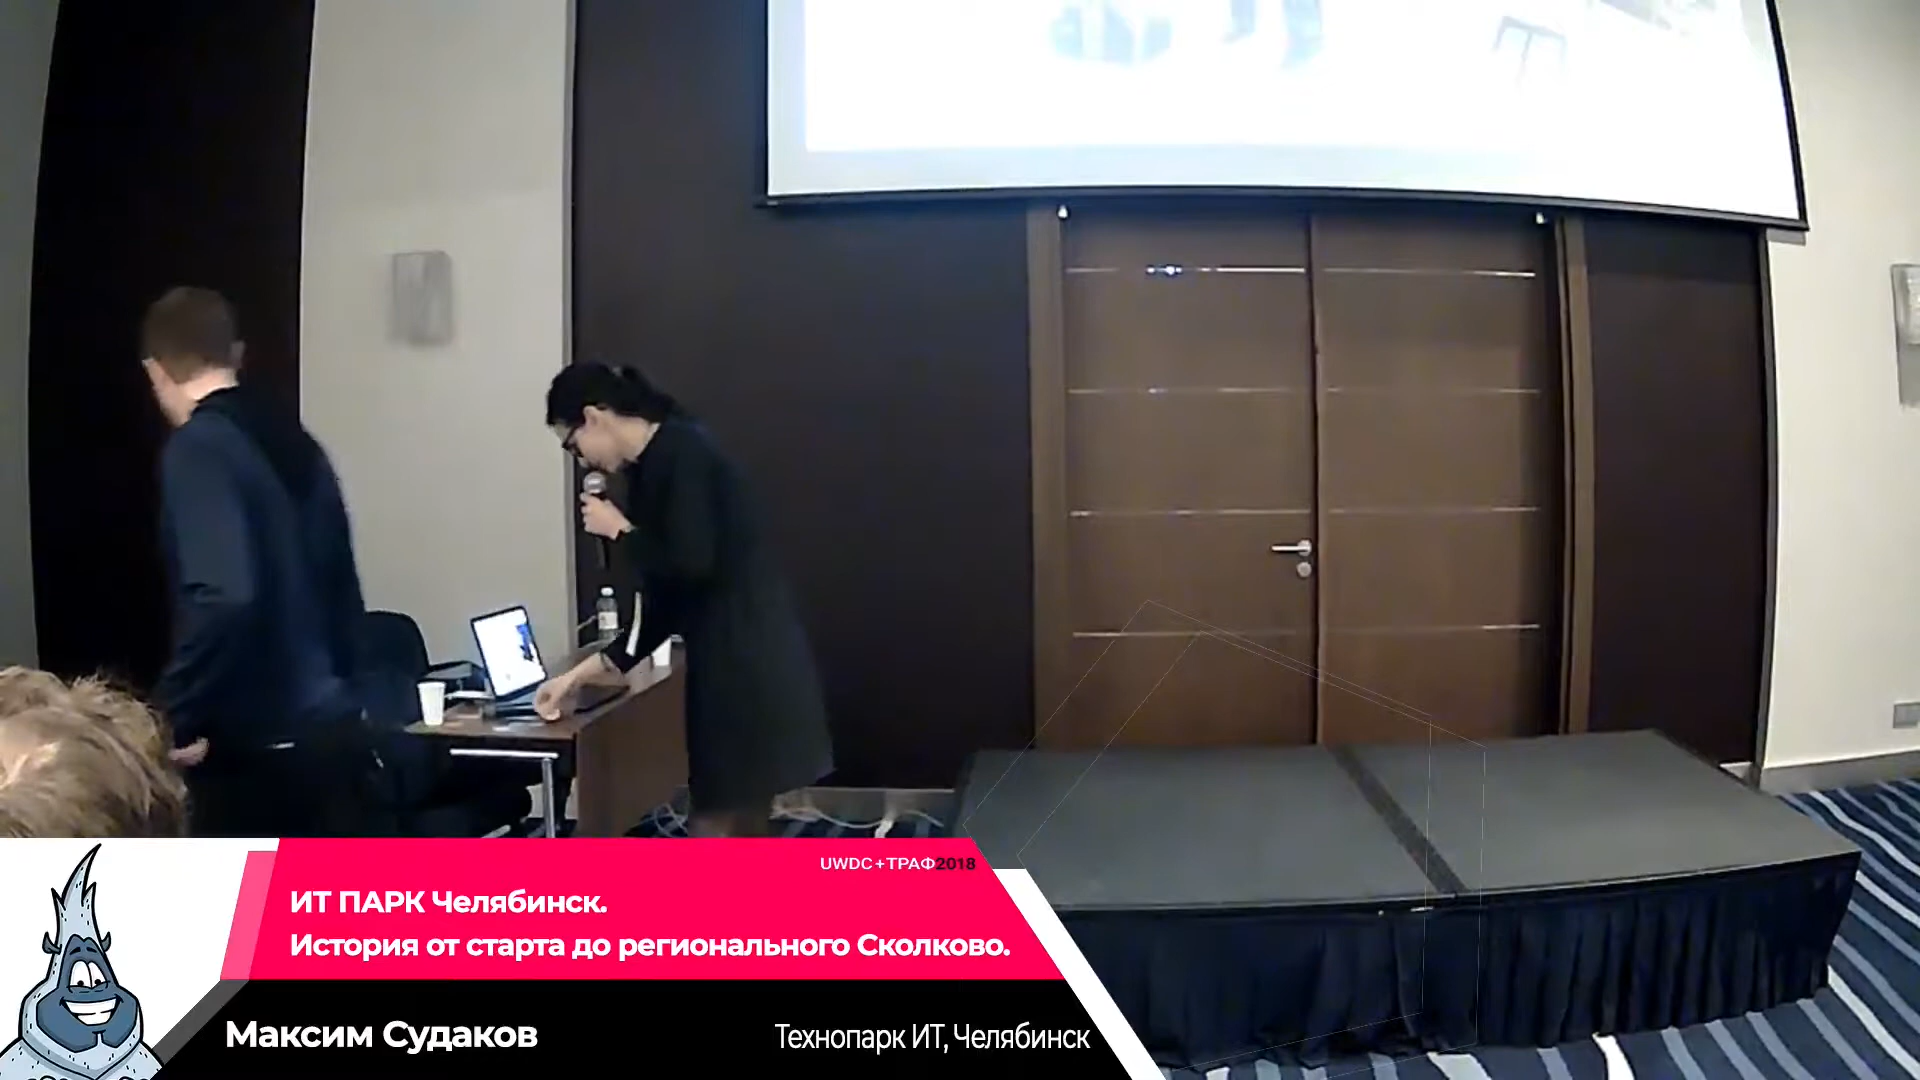 UWDC+ТРАФ2018
ИТ ПАРК Челябинск.
История от старта до регионального Сколково.
Максим Судаков
Технопарк ИТ, Челябинск